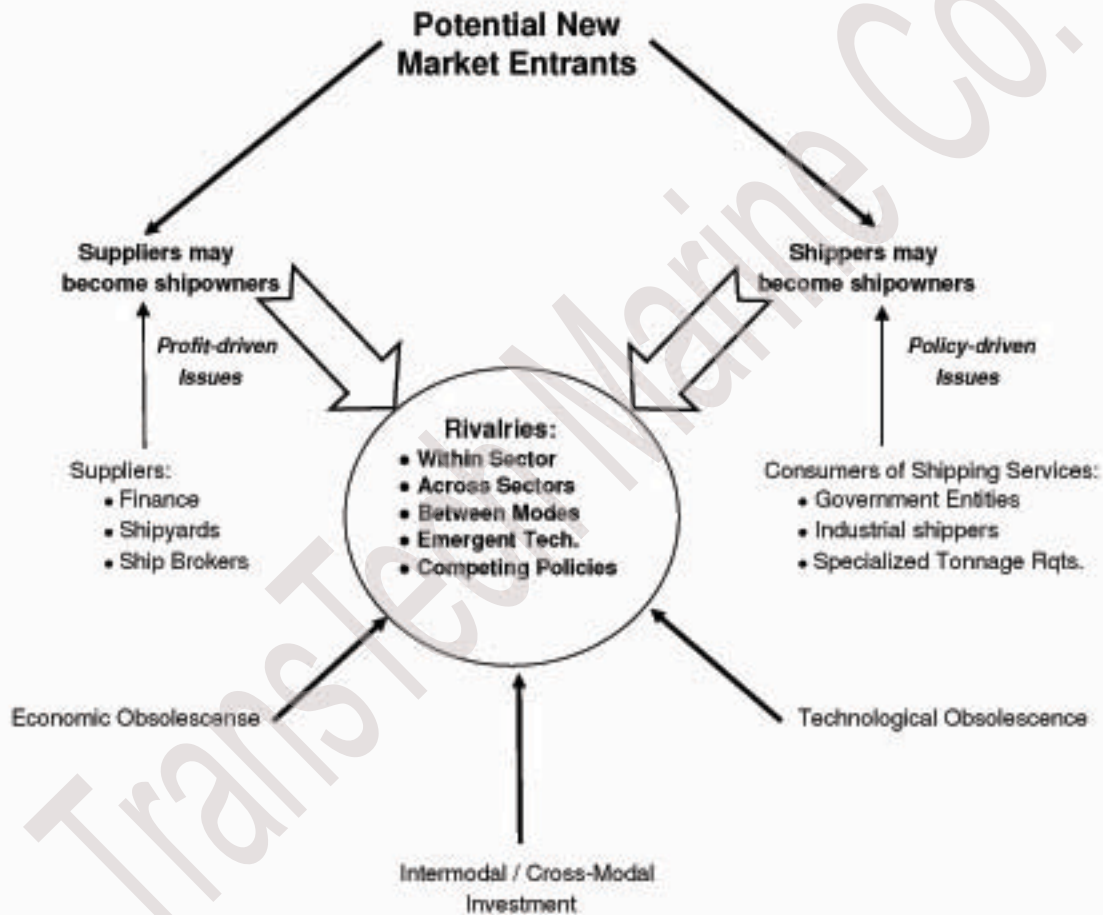 Potential New
Market Entrants
Suppliers may
become shipowners
Shippers may
become shipowners
Profit-driven
Issues
Policy-driven
Issues
Rivalries:
• Within Sector
• Across Sectors
• Between Modes
• Emergent Tech.
• Competing Policies
Suppliers:
• Finance
• Shipyards
• Ship Brokers
Consumers of Shipping Services:
• Government Entities
• Industrial shippers
• Specialized Tonnage Rqts.
Economic Obsolescense
Technological Obsolescence
Intermodal / Cross-Modal
Investment
TransTech Marine Co.